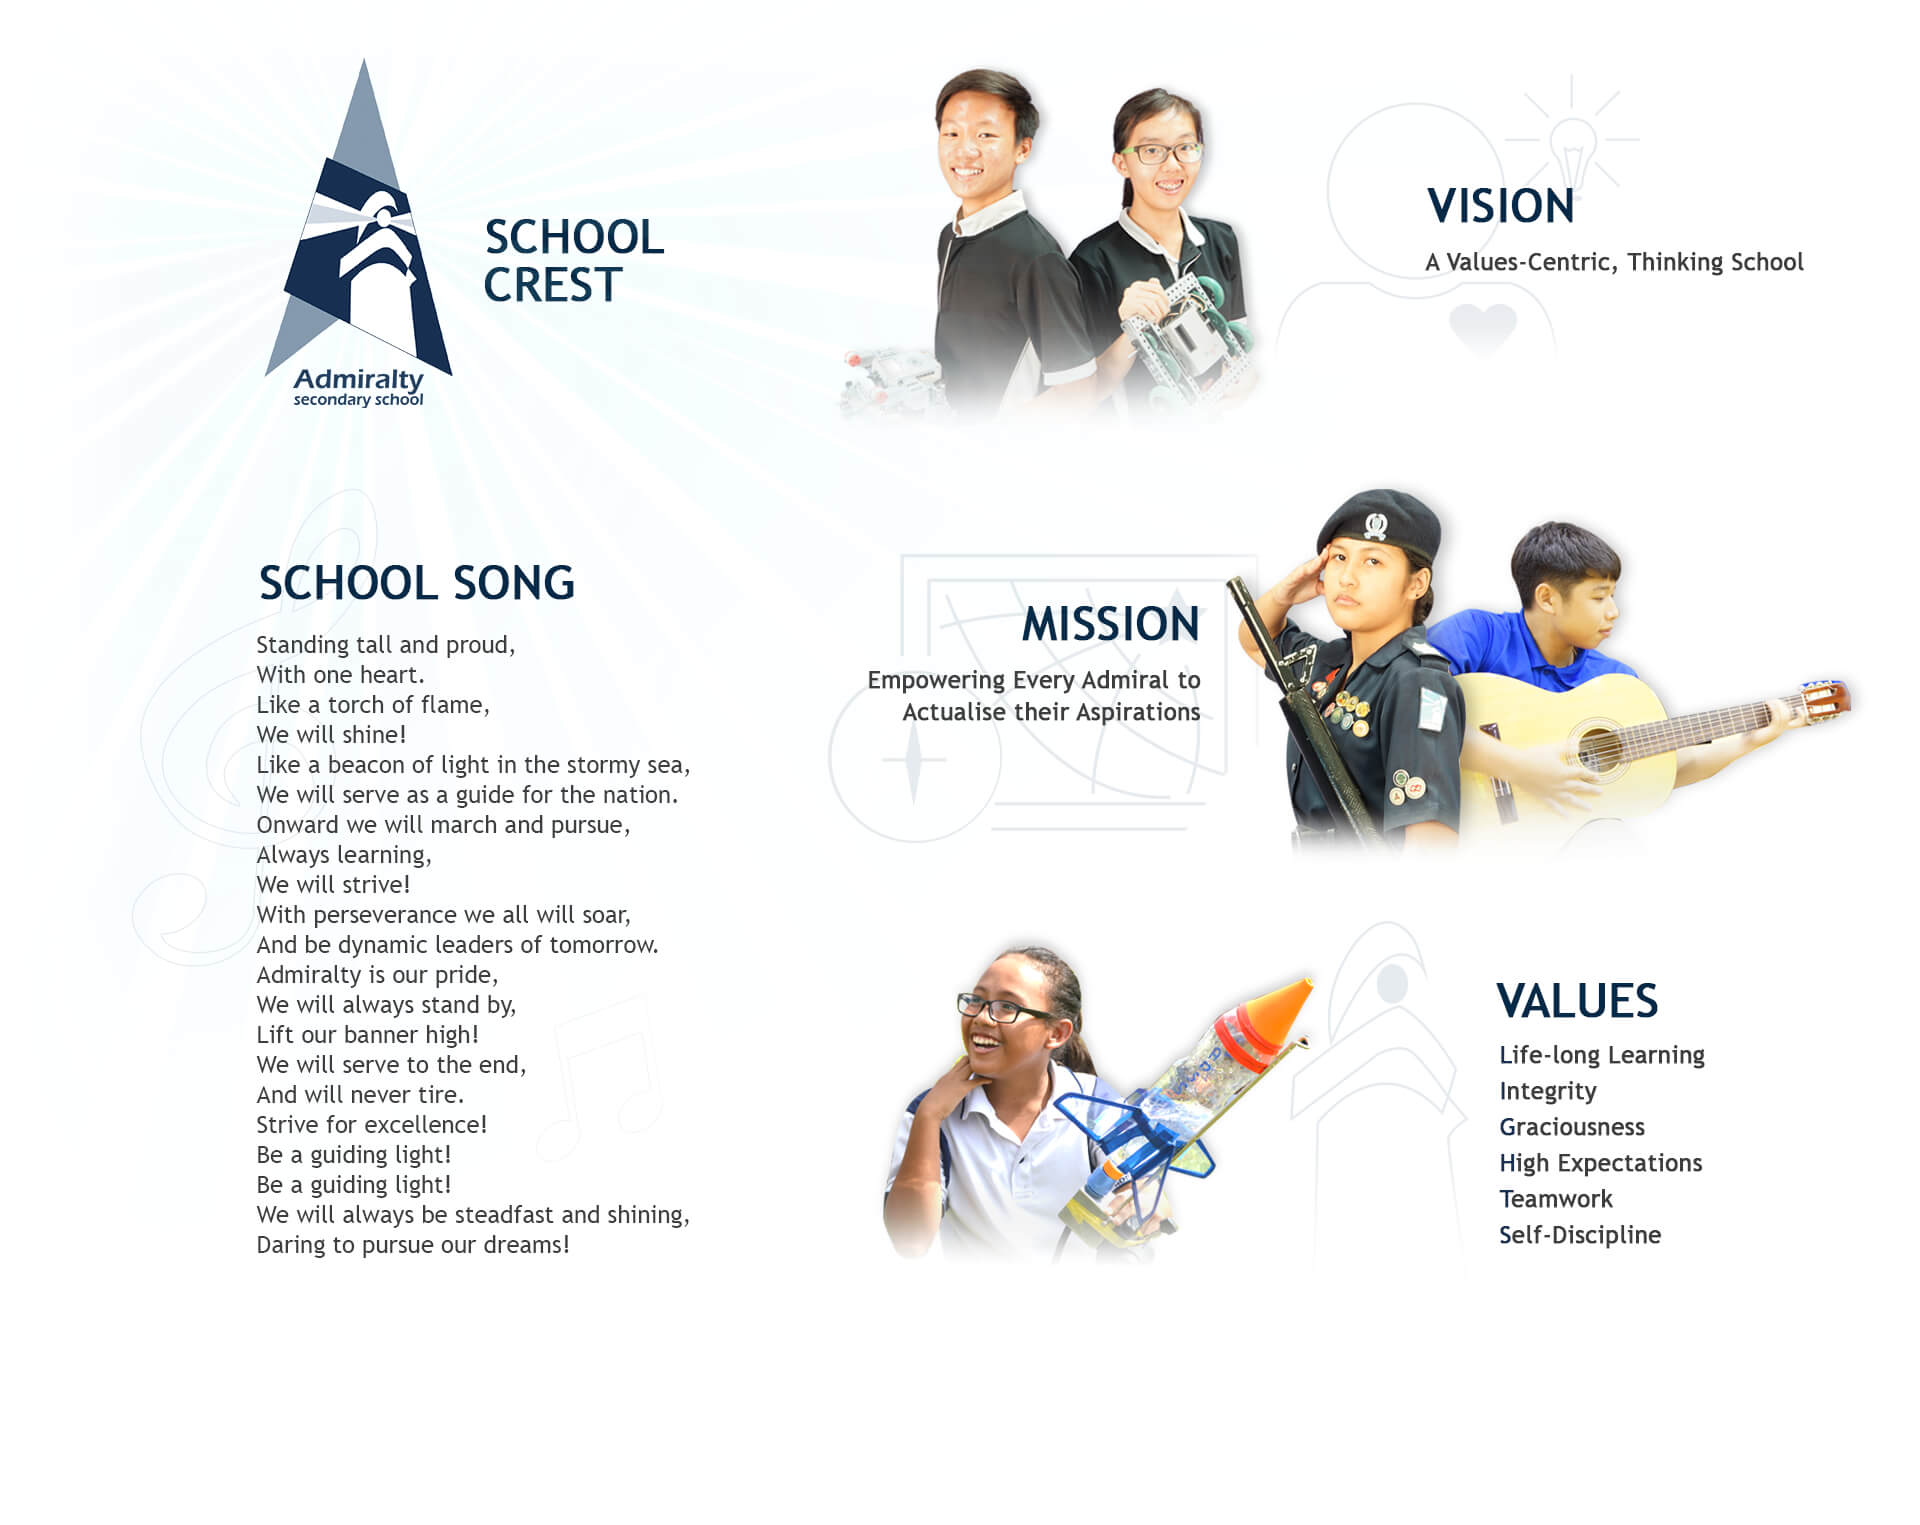 Admiralty
secondary school
SCHOOL
CREST
SCHOOL SONG
Standing tall and proud,
With one heart.
Like a torch of flame,
We will shine!
Like a beacon of light in the stormy sea,
We will serve as a guide for the nation.
Onward we will march and pursue,
Always learning,
We will strive!
With perseverance we all will soar,
And be dynamic leaders of tomorrow.
Admiralty is our pride,
We will always stand by,
Lift our banner high!
We will serve to the end,
And will never tire.
Strive for excellence!
Be a guiding light!
Be a guiding light!
We will always be steadfast and shining,
Daring to pursue our dreams!
VISION
A Values-Centric, Thinking School
MISSION
Empowering Every Admiral to
Actualise their Aspirations
VALUES
Life-long Learning
Integrity
Graciousness
High Expectations
Teamwork
Self-Discipline